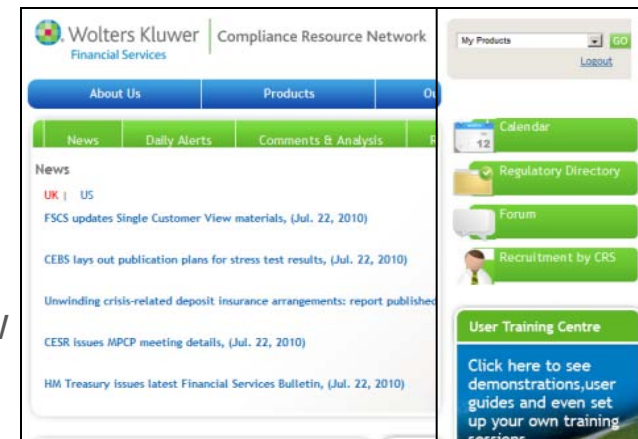 Wolters Kluwer
Financial Services
Compliance Resource Network
About Us
Products
News
Daily Alerts
Comments & Analysis
News
UK | US
FSCS updates Single Customer View materials, (Jul. 22, 2010)
CEBS lays out publication plans for stress test results, (Jul. 22, 2010)
Unwinding crisis-related deposit insurance arrangements: report published
CESR issues MPCP meeting details, (Jul. 22, 2010)
HM Treasury issues latest Financial Services Bulletin, (Jul. 22, 2010)
My Products
GO
Logout
12
Calendar
Regulatory Directory
Forum
Recruitment by CRS
User Training Centre
Click here to see
demonstrations,user
guides and even set
up your own training
sessions